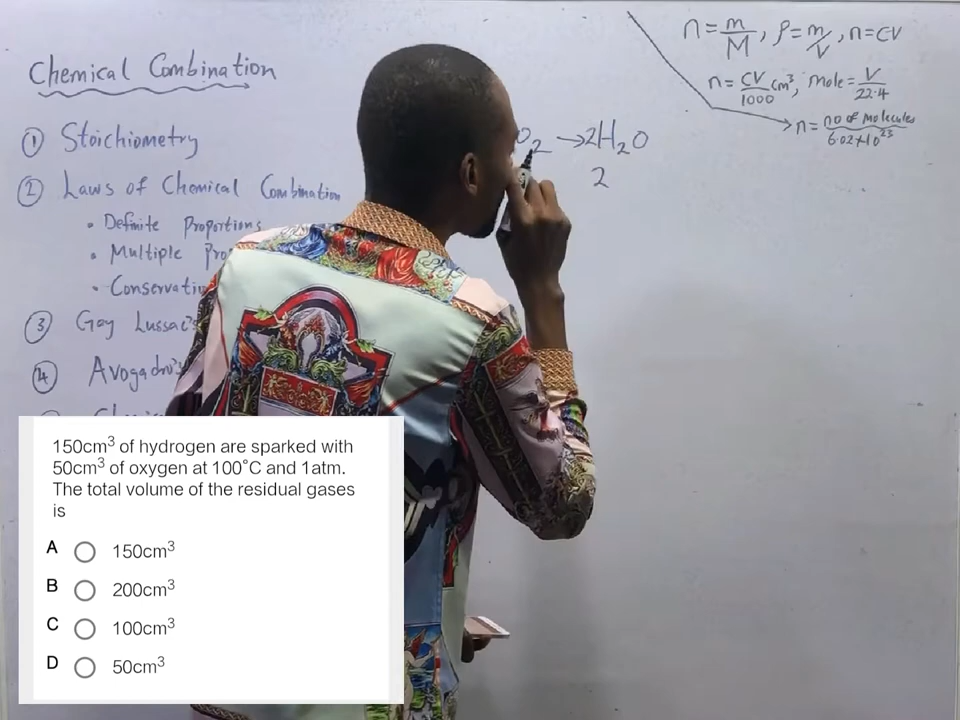 Chemical Combination
① Stoichiometry
② Laws of Chemical Combination
• Definite Proportions
• Multiple Pro
• Conservatio
③ Gay Lussac's
④ Avogadro's
n=m/M, ρ=m/V, n=CV
n=CV/1000 cm³, Mole=V/22.4
n=no of molecules/6.02×10²³
O₂ →2H₂O
2
150cm³ of hydrogen are sparked with
50cm³ of oxygen at 100°C and 1atm.
The total volume of the residual gases
is
A 150cm³
B 200cm³
C 100cm³
D 50cm³